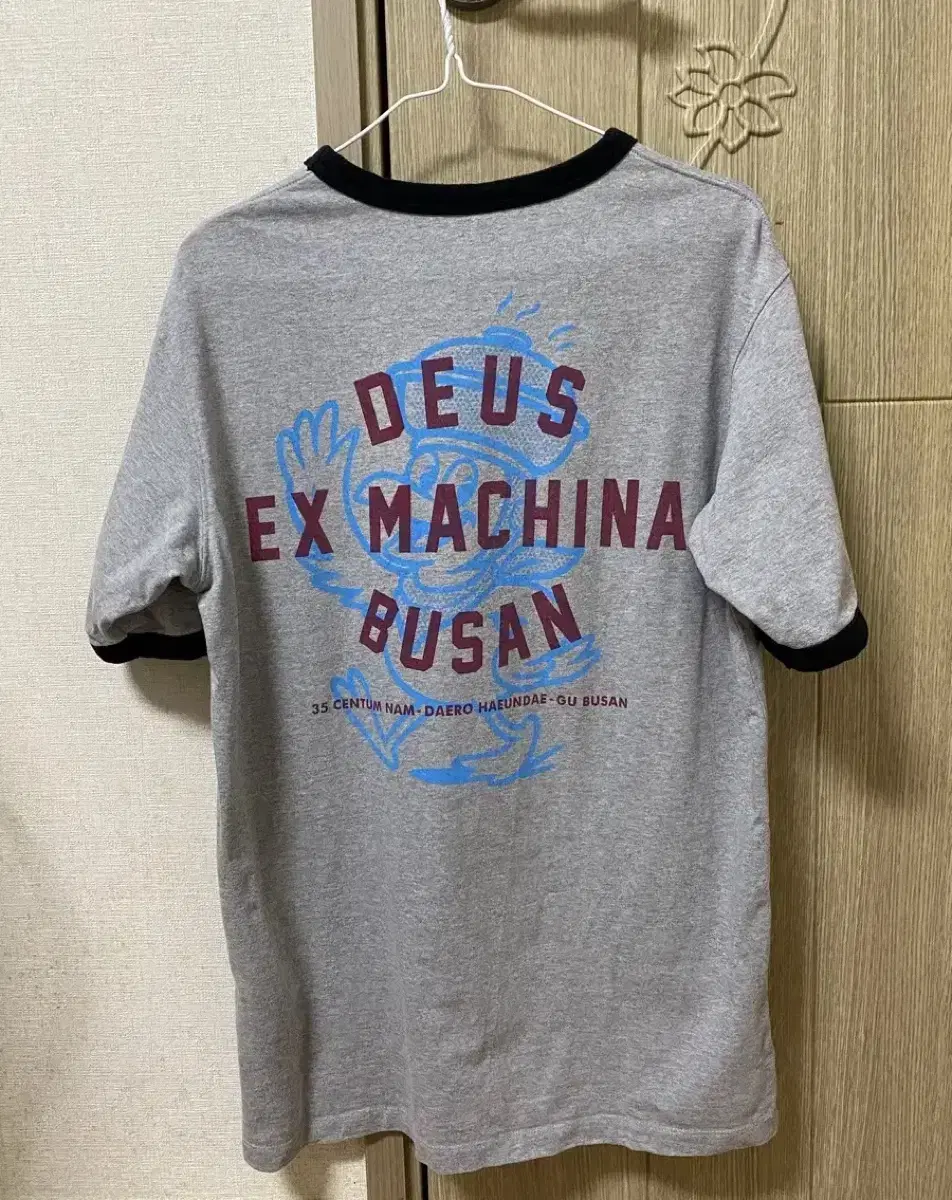 DEUS
EX MACHINA
BUSAN
35 CENTUM NAM-DAERO HAEUNDAE-GU BUSAN